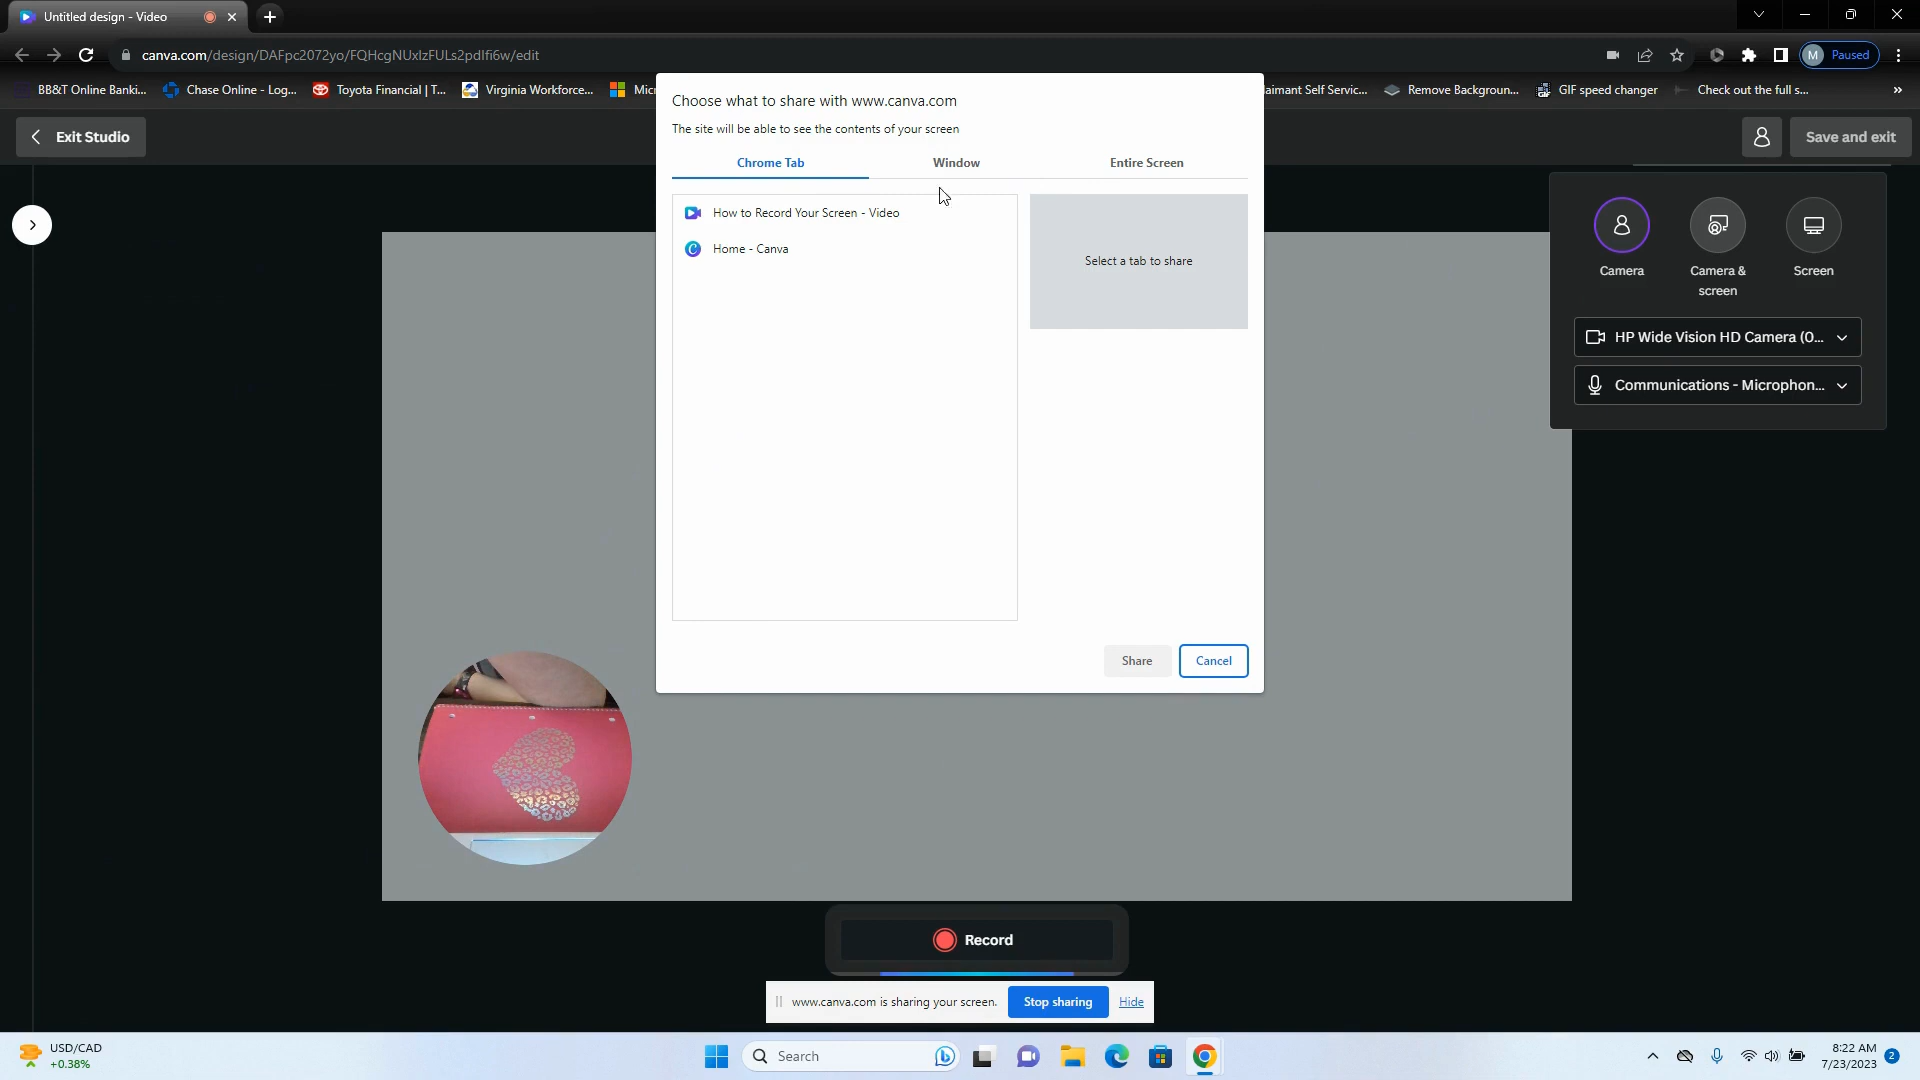 Untitled design - Video
canva.com/design/DAFpc2072yo/FQHcgNUxIzFULs2pdlfi6w/edit
M Paused
BB&T Online Banki...
Chase Online - Log...
Toyota Financial | T...
Virginia Workforce...
Micr
laimant Self Servic...
Remove Backgroun...
GIF speed changer
Check out the full s...
»
Exit Studio
Save and exit
Choose what to share with www.canva.com
The site will be able to see the contents of your screen
Chrome Tab
Window
Entire Screen
How to Record Your Screen - Video
Home - Canva
Select a tab to share
Share
Cancel
Camera
Camera &
screen
Screen
HP Wide Vision HD Camera (0...
Communications - Microphon...
Record
www.canva.com is sharing your screen.
Stop sharing
Hide
USD/CAD
+0.38%
Search
8:22 AM
7/23/2023
2